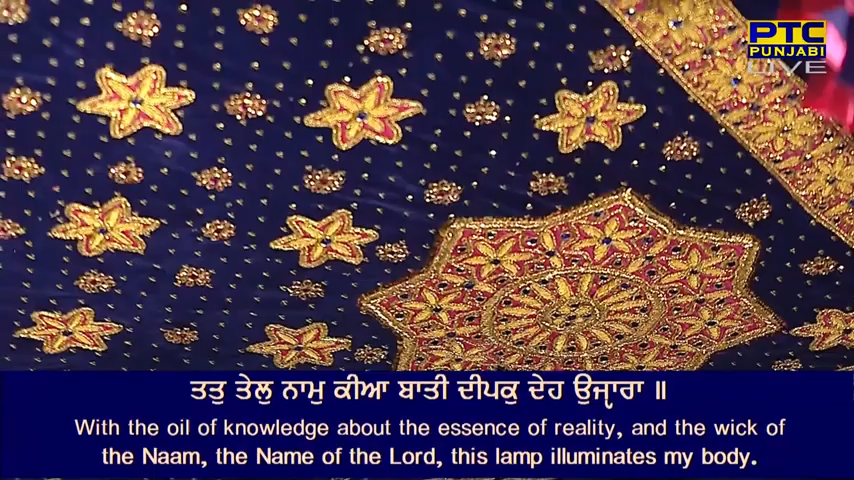 PTC
PUNJABI
LIVE
ਤਤੁ ਤੇਲੁ ਨਾਮੁ ਕੀਆ ਬਾਤੀ ਦੀਪਕੁ ਦੇਹ ਉਜੵਾਰਾ ॥
With the oil of knowledge about the essence of reality, and the wick of
the Naam, the Name of the Lord, this lamp illuminates my body.